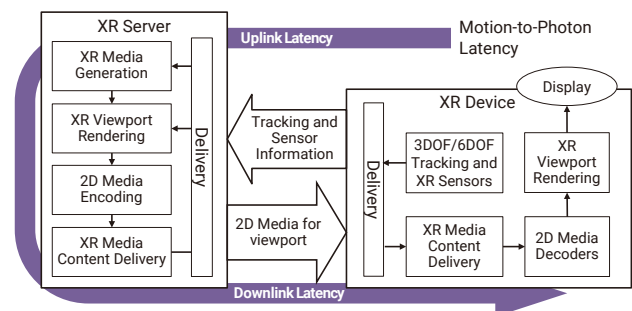 XR Server
Uplink Latency
Motion-to-Photon
Latency
XR Media
Generation
XR Viewport
Rendering
2D Media
Encoding
XR Media
Content Delivery
Delivery
Tracking and
Sensor
Information
2D Media for
viewport
XR Device
Display
Delivery
3DOF/6DOF
Tracking and
XR Sensors
XR
Viewport
Rendering
XR Media
Content
Delivery
2D Media
Decoders
Downlink Latency